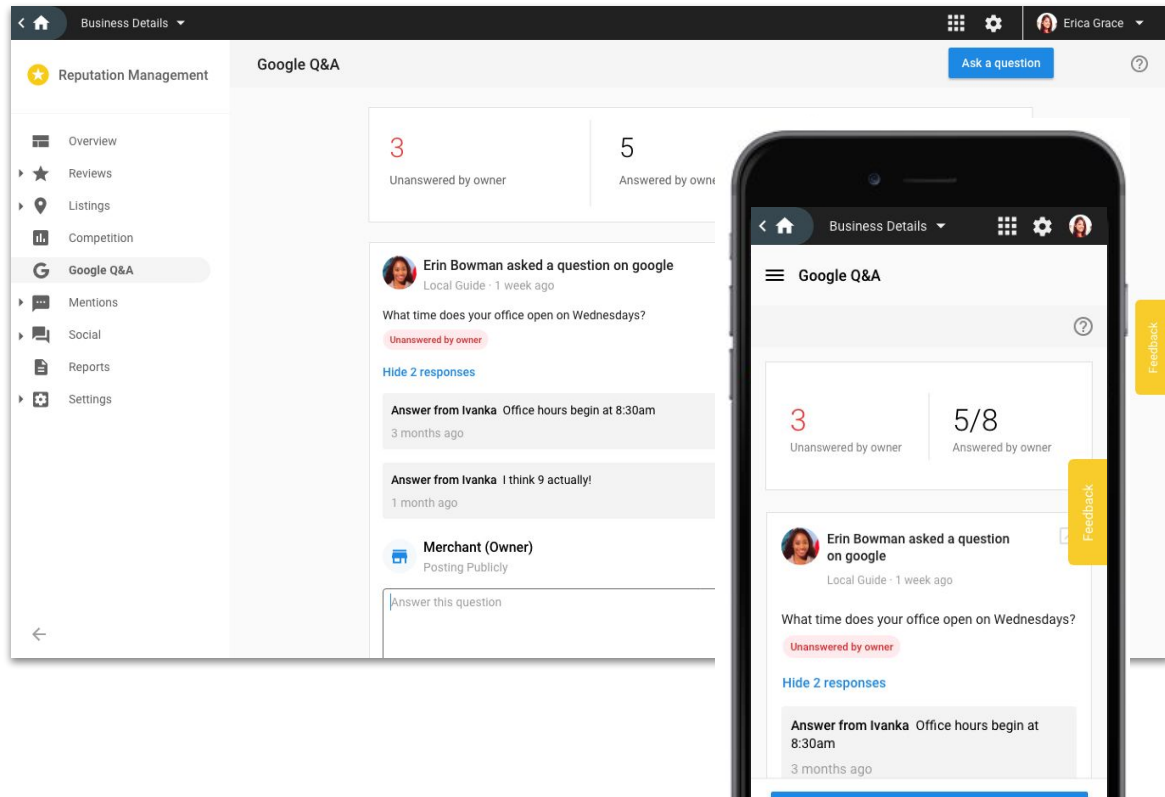 Business Details
Erica Grace
Reputation Management
Overview
Reviews
Listings
Competition
Google Q&A
Mentions
Social
Reports
Settings
Google Q&A
Ask a question
3
Unanswered by owner
5
Answered by owne
Erin Bowman asked a question on google
Local Guide · 1 week ago
What time does your office open on Wednesdays?
Unanswered by owner
Hide 2 responses
Answer from Ivanka Office hours begin at 8:30am
3 months ago
Answer from Ivanka I think 9 actually!
1 month ago
Merchant (Owner)
Posting Publicly
Answer this question
Feedback
Business Details
Google Q&A
3
Unanswered by owner
5/8
Answered by owner
Feedback
Erin Bowman asked a question
on google
Local Guide · 1 week ago
What time does your office open on Wednesdays?
Unanswered by owner
Hide 2 responses
Answer from Ivanka Office hours begin at
8:30am
3 months ago